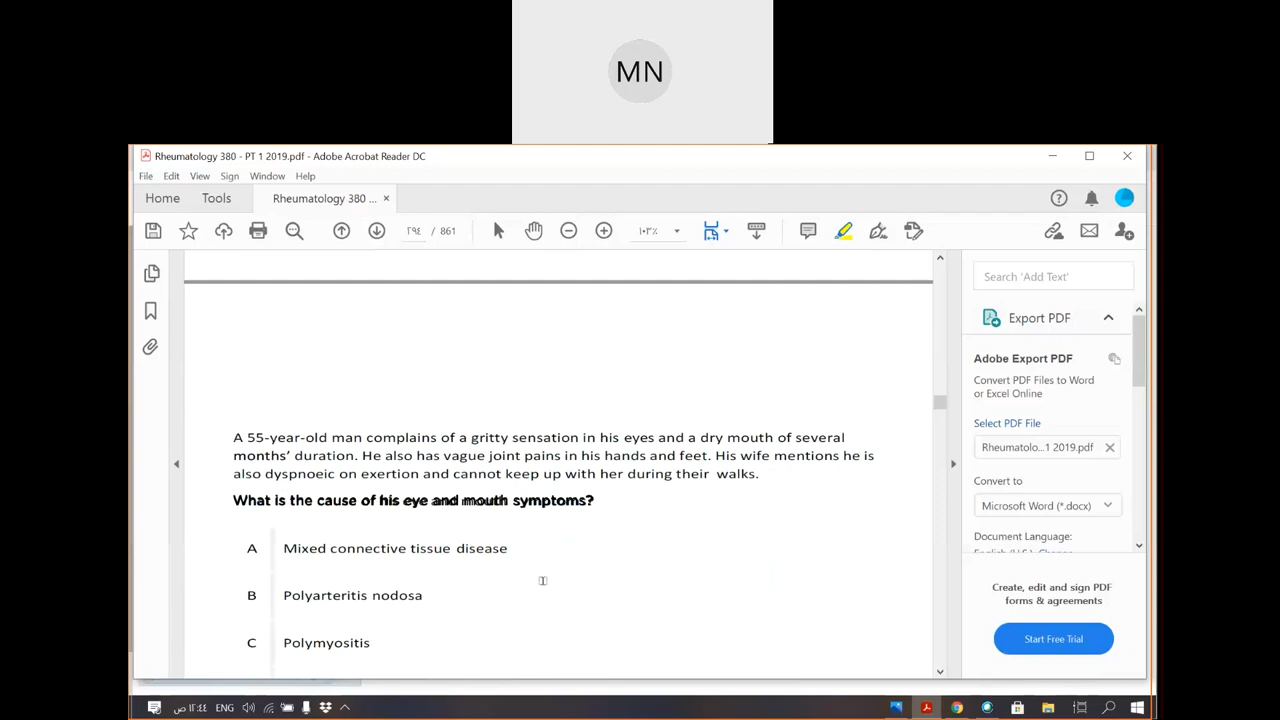 MN
Rheumatology 380 - PT 1 2019.pdf - Adobe Acrobat Reader DC
File Edit View Sign Window Help
Home Tools Rheumatology 380 ... ×
٢٩٤ / 861
١٠٣٪
Search 'Add Text'
Export PDF
Adobe Export PDF
Convert PDF Files to Word
or Excel Online
Select PDF File
Rheumatolo...1 2019.pdf
Convert to
Microsoft Word (*.docx)
Document Language:
English (U.S.) Change
Create, edit and sign PDF
forms & agreements
Start Free Trial
A 55-year-old man complains of a gritty sensation in his eyes and a dry mouth of several
months’ duration. He also has vague joint pains in his hands and feet. His wife mentions he is
also dyspnoeic on exertion and cannot keep up with her during their walks.
What is the cause of his eye and mouth symptoms?
A Mixed connective tissue disease
B Polyarteritis nodosa
C Polymyositis
١٢:٤٤ ص ENG